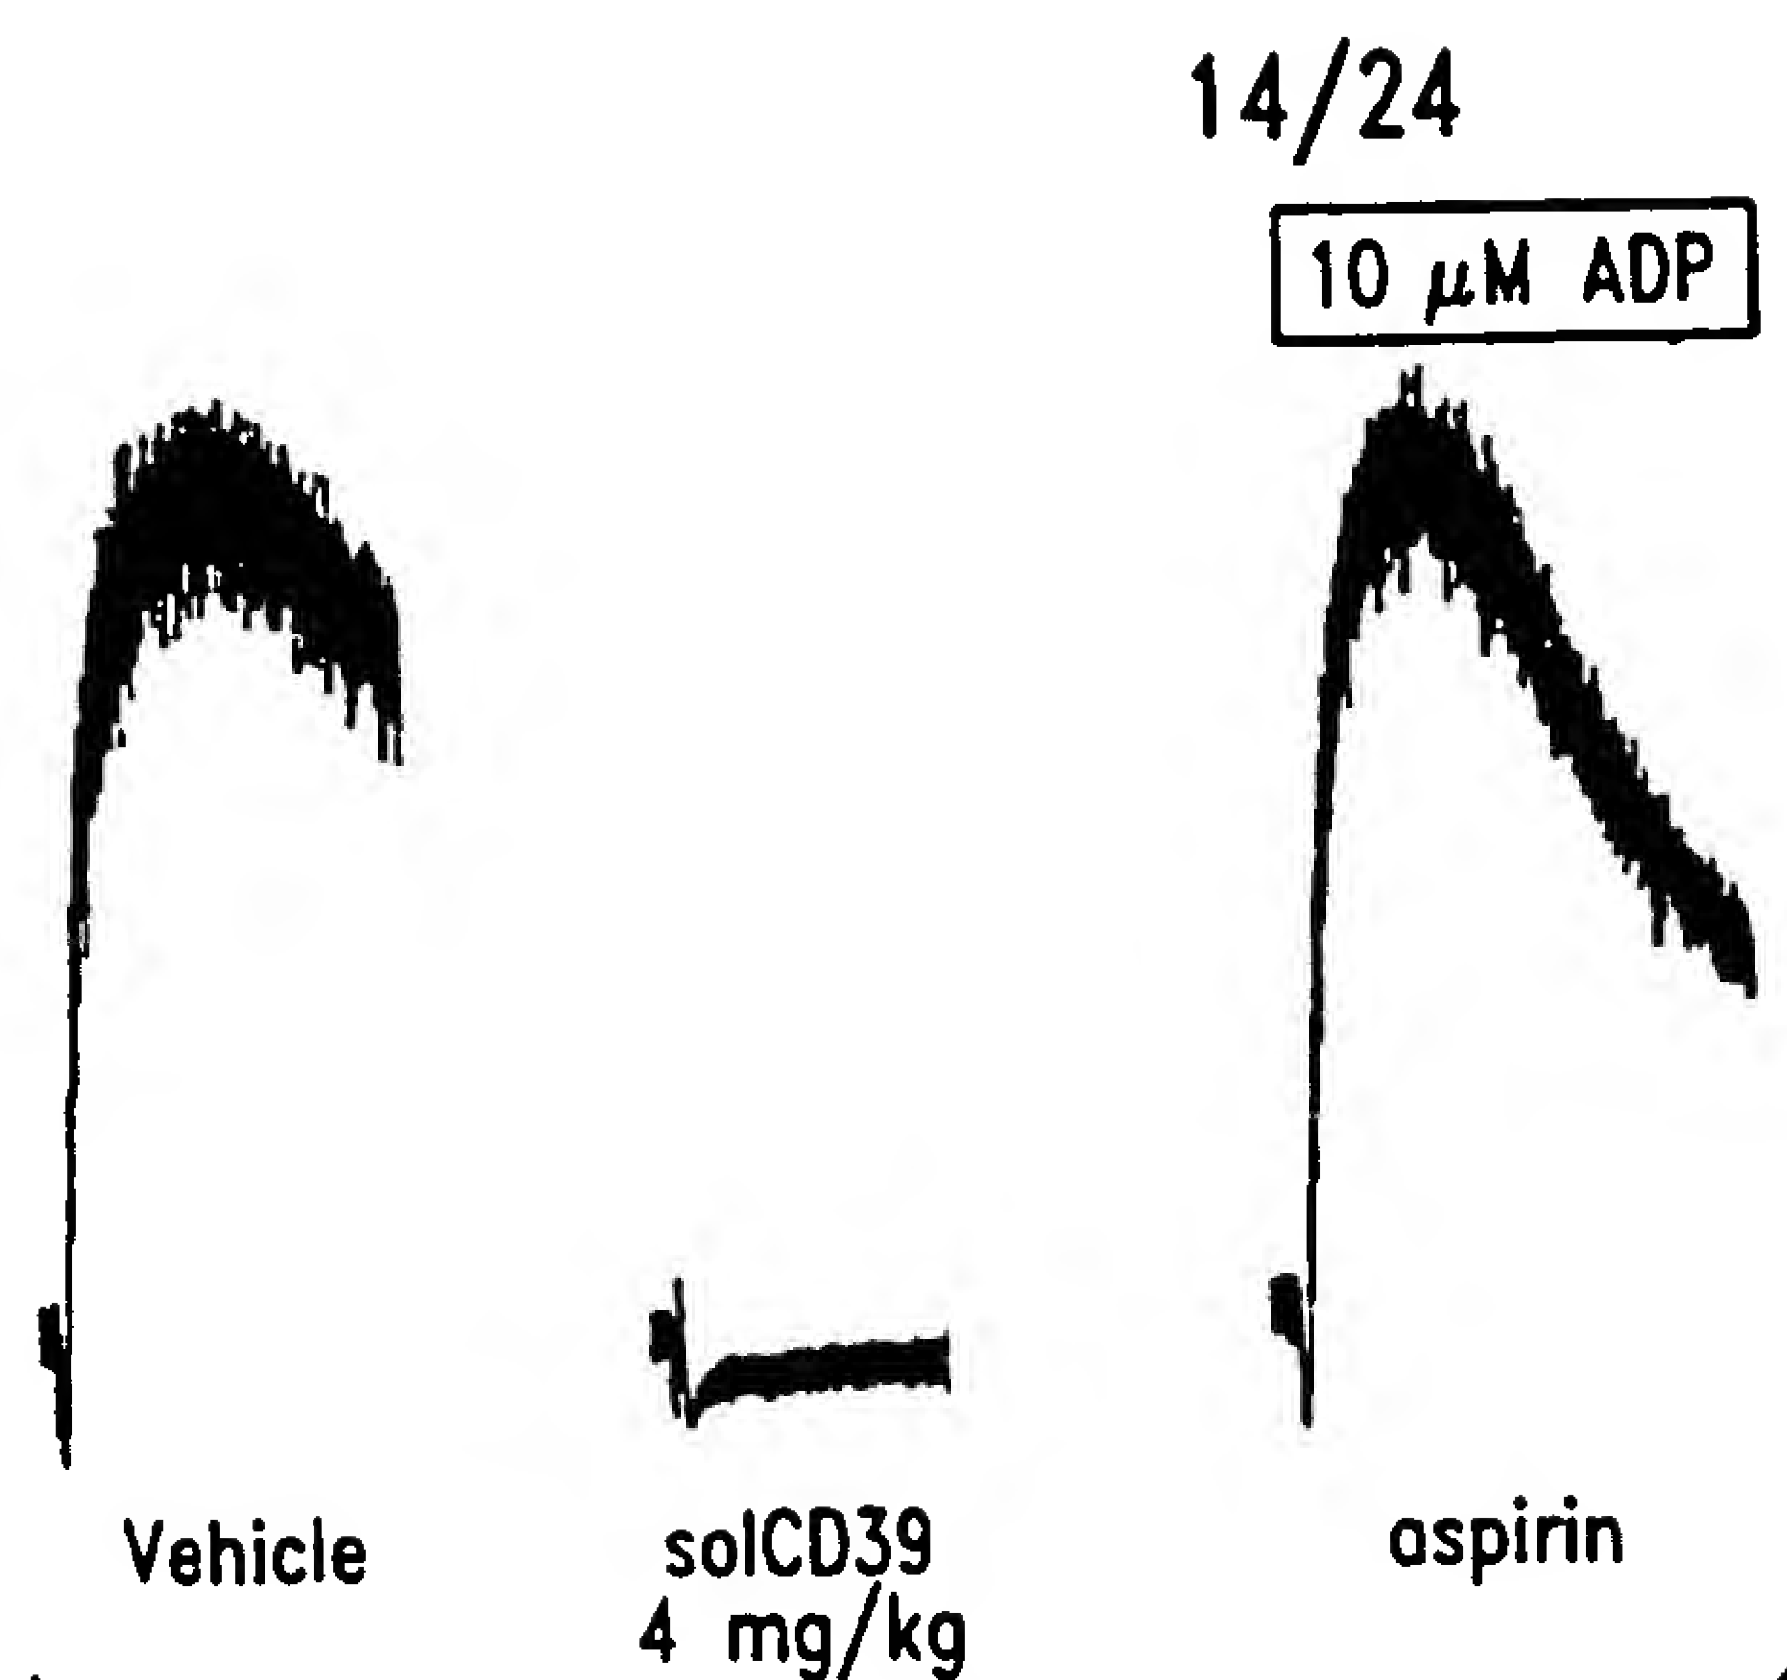 14/24
10 μM ADP
Vehicle
solCD39
4 mg/kg
aspirin